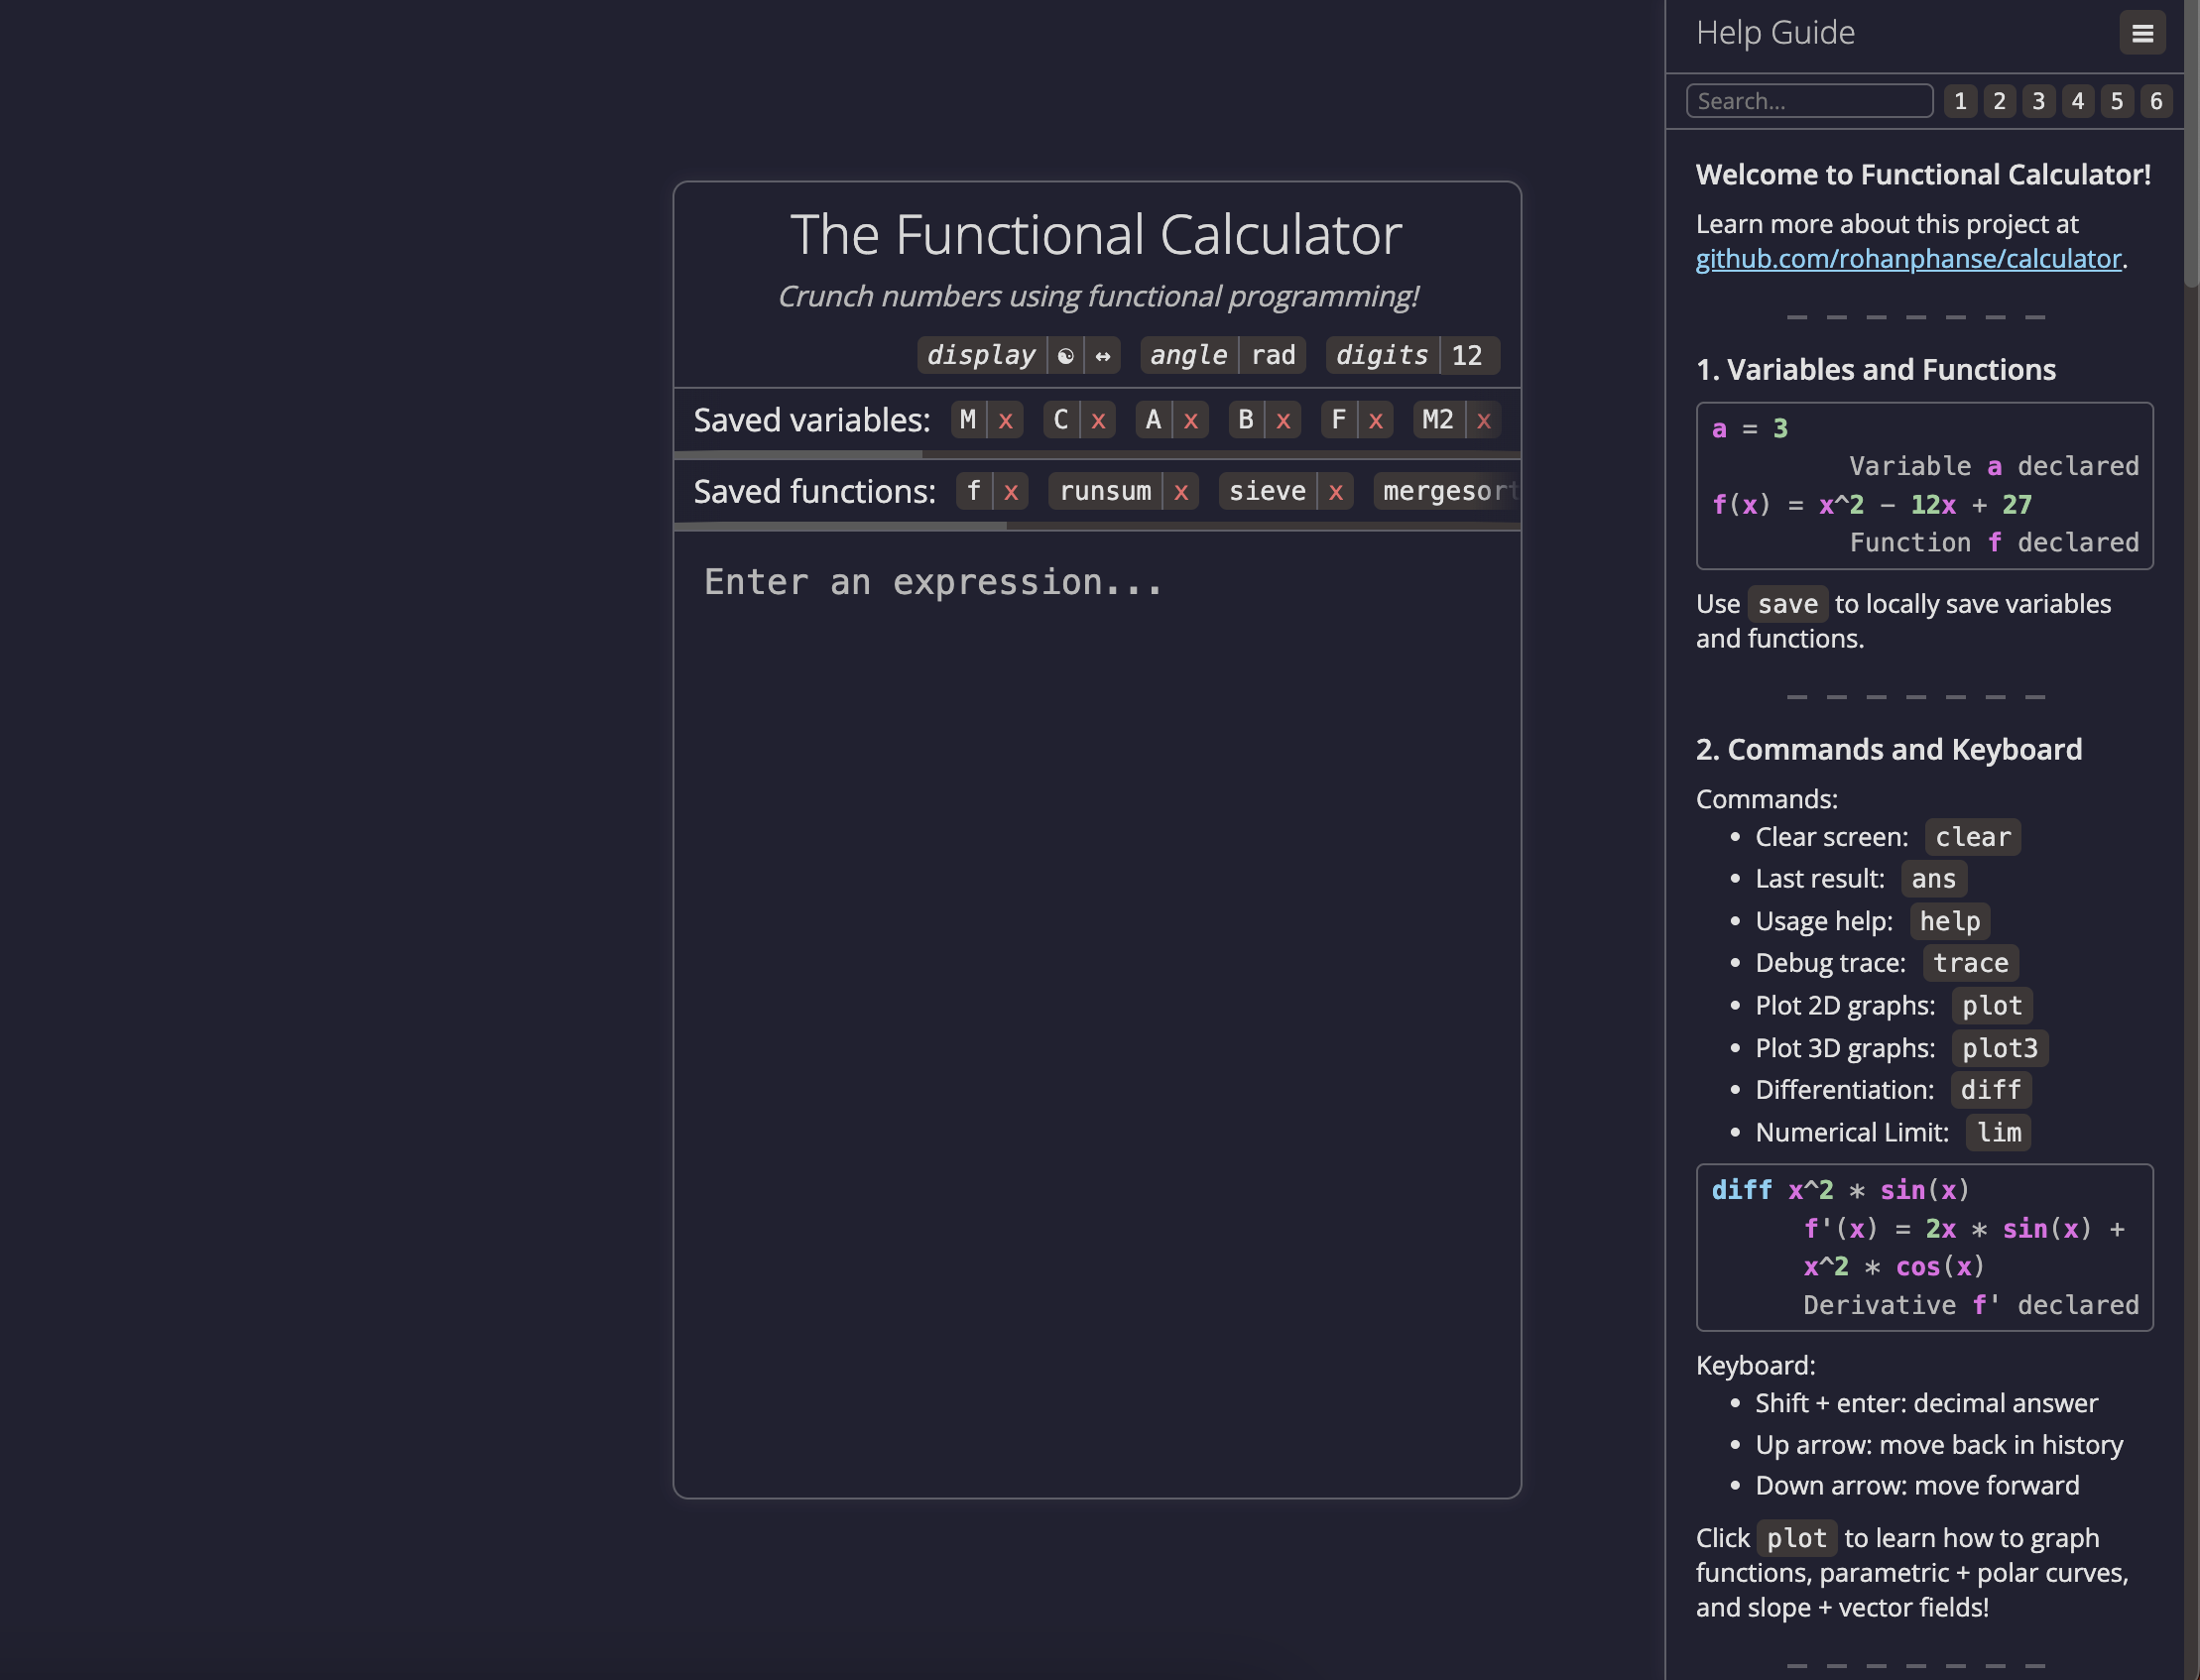 The Functional Calculator
Crunch numbers using functional programming!
display ☯ ↔ angle rad digits 12
Saved variables: M x C x A x B x F x M2 x
Saved functions: f x runsum x sieve x mergesort
Enter an expression...
Help Guide
Search... 1 2 3 4 5 6
Welcome to Functional Calculator!
Learn more about this project at
github.com/rohanphanse/calculator.
1. Variables and Functions
a = 3
Variable a declared
f(x) = x^2 − 12x + 27
Function f declared
Use save to locally save variables
and functions.
2. Commands and Keyboard
Commands:
• Clear screen: clear
• Last result: ans
• Usage help: help
• Debug trace: trace
• Plot 2D graphs: plot
• Plot 3D graphs: plot3
• Differentiation: diff
• Numerical Limit: lim
diff x^2 * sin(x)
f'(x) = 2x * sin(x) +
x^2 * cos(x)
Derivative f' declared
Keyboard:
• Shift + enter: decimal answer
• Up arrow: move back in history
• Down arrow: move forward
Click plot to learn how to graph
functions, parametric + polar curves,
and slope + vector fields!